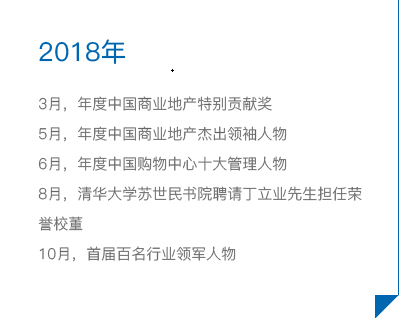 2018年
3月，年度中国商业地产特别贡献奖
5月，年度中国商业地产杰出领袖人物
6月，年度中国购物中心十大管理人物
8月，清华大学苏世民书院聘请丁立业先生担任荣
誉校董
10月，首届百名行业领军人物